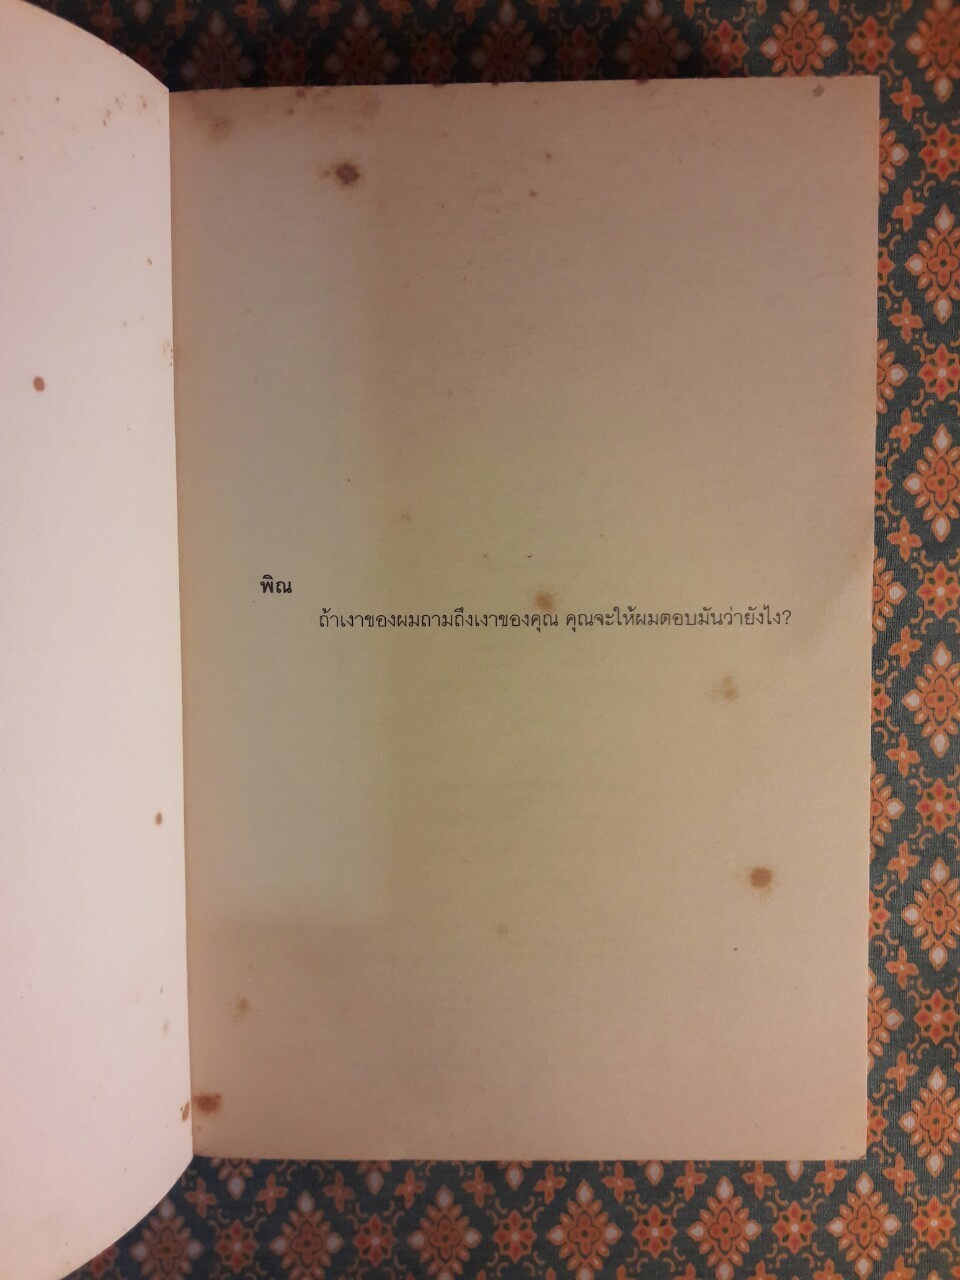 พิณ
ถ้าเงาของผมถามถึงเงาของคุณ คุณจะให้ผมตอบมันว่ายังไง?